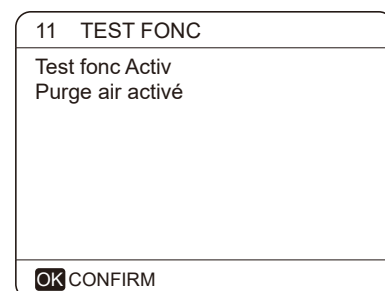 11 TEST FONC
Test fonc Activ
Purge air activé
OK CONFIRM